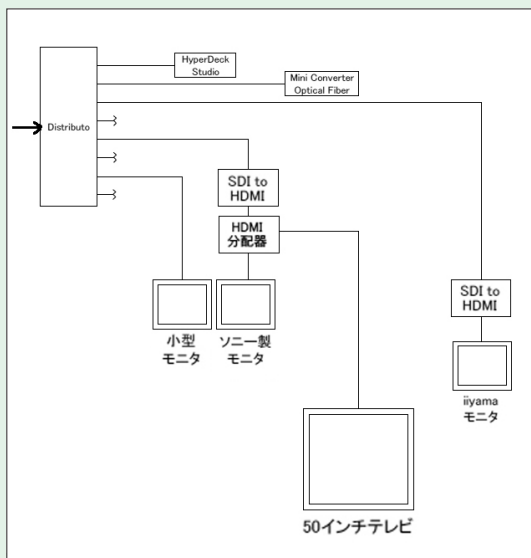 HyperDeck
Studio
Mini Converter
Optical Fiber
Distributo
SDI to
HDMI
HDMI
分配器
SDI to
HDMI
小型
モニタ
ソニー製
モニタ
iiyama
モニタ
50インチテレビ